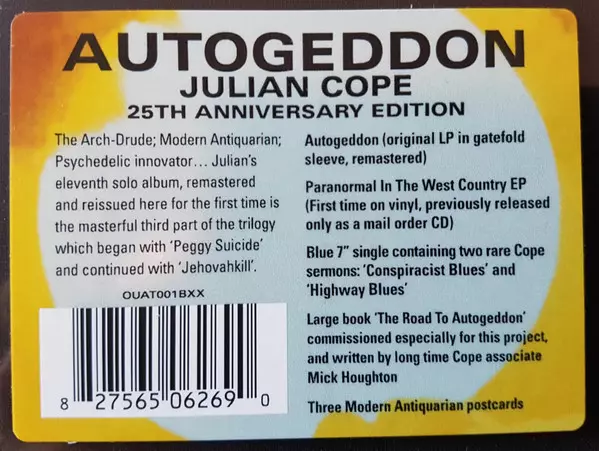 AUTOGEDDON
JULIAN COPE
25TH ANNIVERSARY EDITION
The Arch-Drude; Modern Antiquarian;
Psychedelic innovator... Julian's
eleventh solo album, remastered
and reissued here for the first time is
the masterful third part of the trilogy
which began with 'Peggy Suicide'
and continued with 'Jehovahkill'.
OUAT001BXX
8 27565 06269 0
Autogeddon (original LP in gatefold
sleeve, remastered)
Paranormal In The West Country EP
(First time on vinyl, previously released
only as a mail order CD)
Blue 7” single containing two rare Cope
sermons: 'Conspiracist Blues' and
'Highway Blues'
Large book 'The Road To Autogeddon'
commissioned especially for this project,
and written by long time Cope associate
Mick Houghton
Three Modern Antiquarian postcards